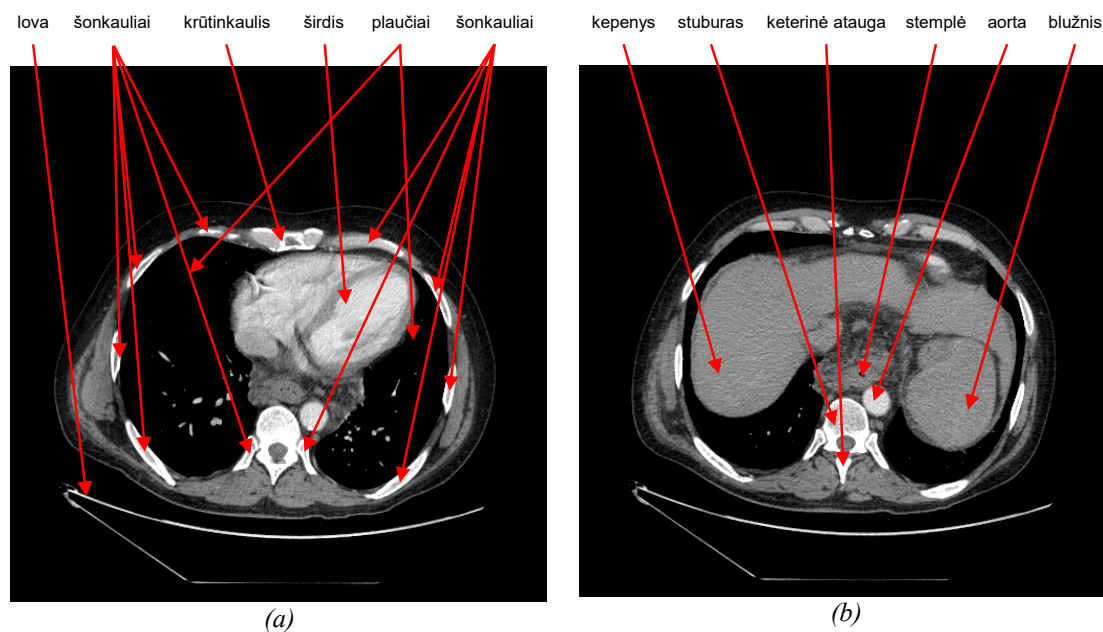 lova šonkauliai krūtinkaulis širdis plaučiai šonkauliai
kepenys stuburas keterinė atauga stemplė aorta blužnis
(a)
(b)